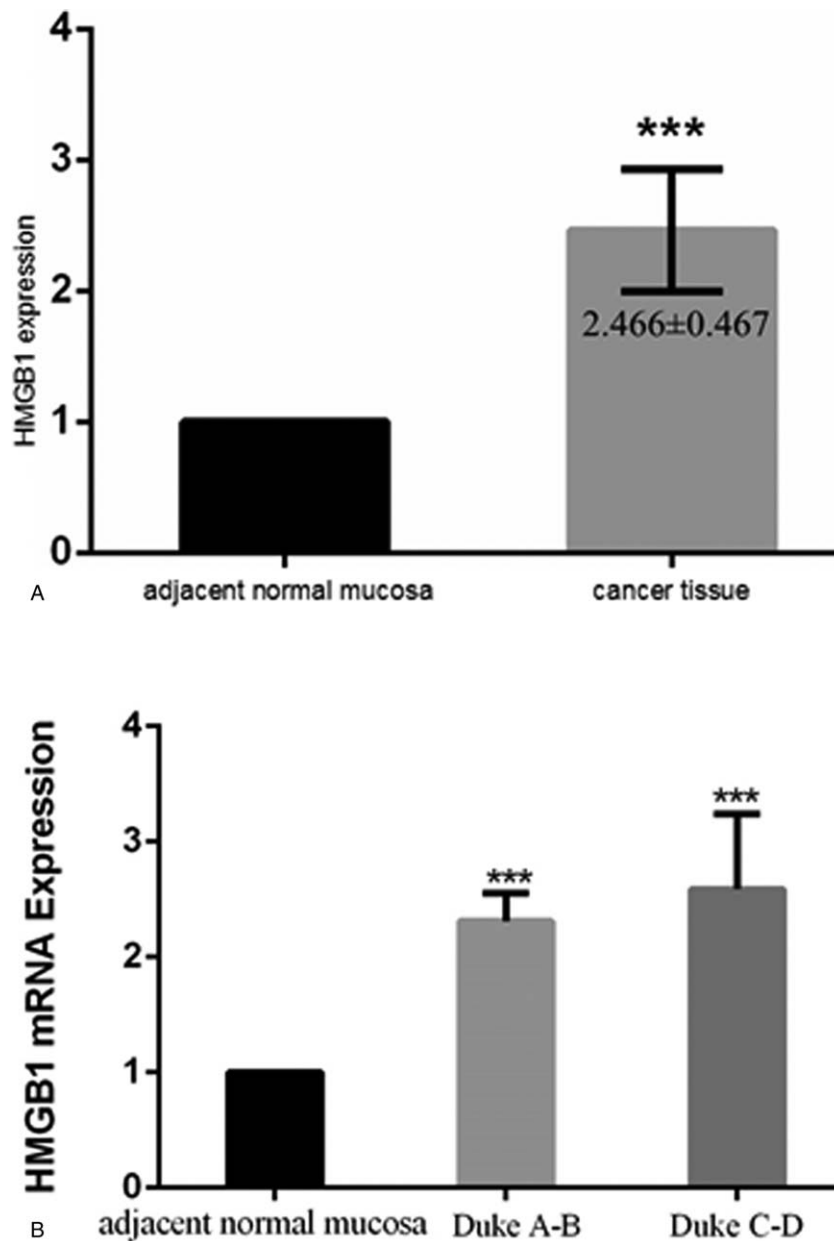 4
***
3
HMGB1 expression
2
2.466±0.467
1
0
adjacent normal mucosa cancer tissue
A
4
***
3
***
HMGB1 mRNA Expression
2
1
0
adjacent normal mucosa Duke A-B Duke C-D
B